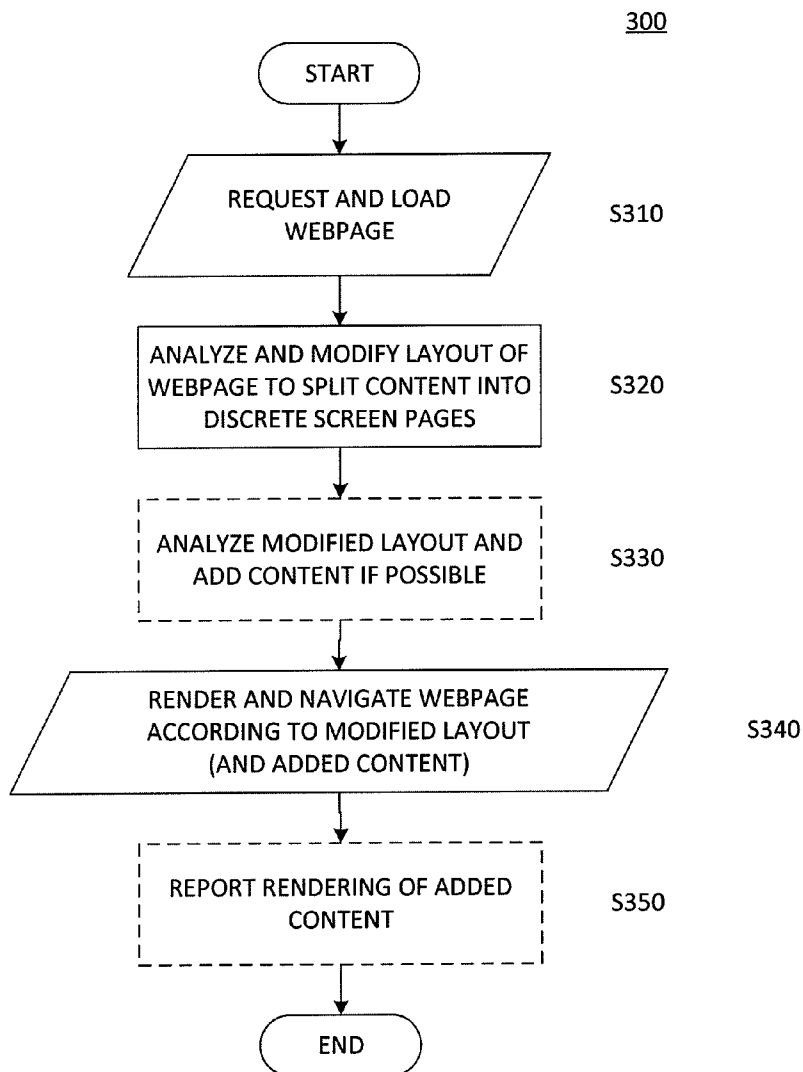 300
START
REQUEST AND LOAD
WEBPAGE
S310
ANALYZE AND MODIFY LAYOUT OF
WEBPAGE TO SPLIT CONTENT INTO
DISCRETE SCREEN PAGES
S320
ANALYZE MODIFIED LAYOUT AND
ADD CONTENT IF POSSIBLE
S330
RENDER AND NAVIGATE WEBPAGE
ACCORDING TO MODIFIED LAYOUT
(AND ADDED CONTENT)
S340
REPORT RENDERING OF ADDED
CONTENT
S350
END